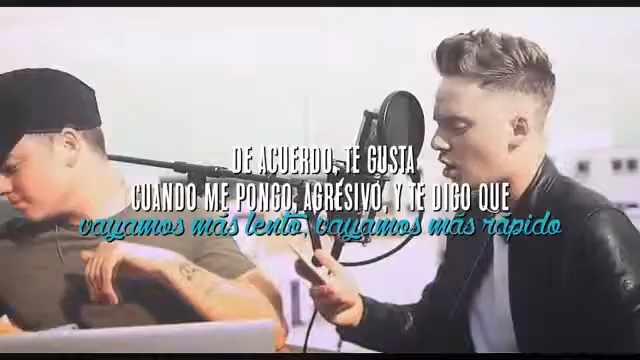 DE ACUERDO, TE GUSTA
CUANDO ME PONGO, AGRESIVO, Y TE DIGO QUE
vayamos más lento, vayamos más rápido